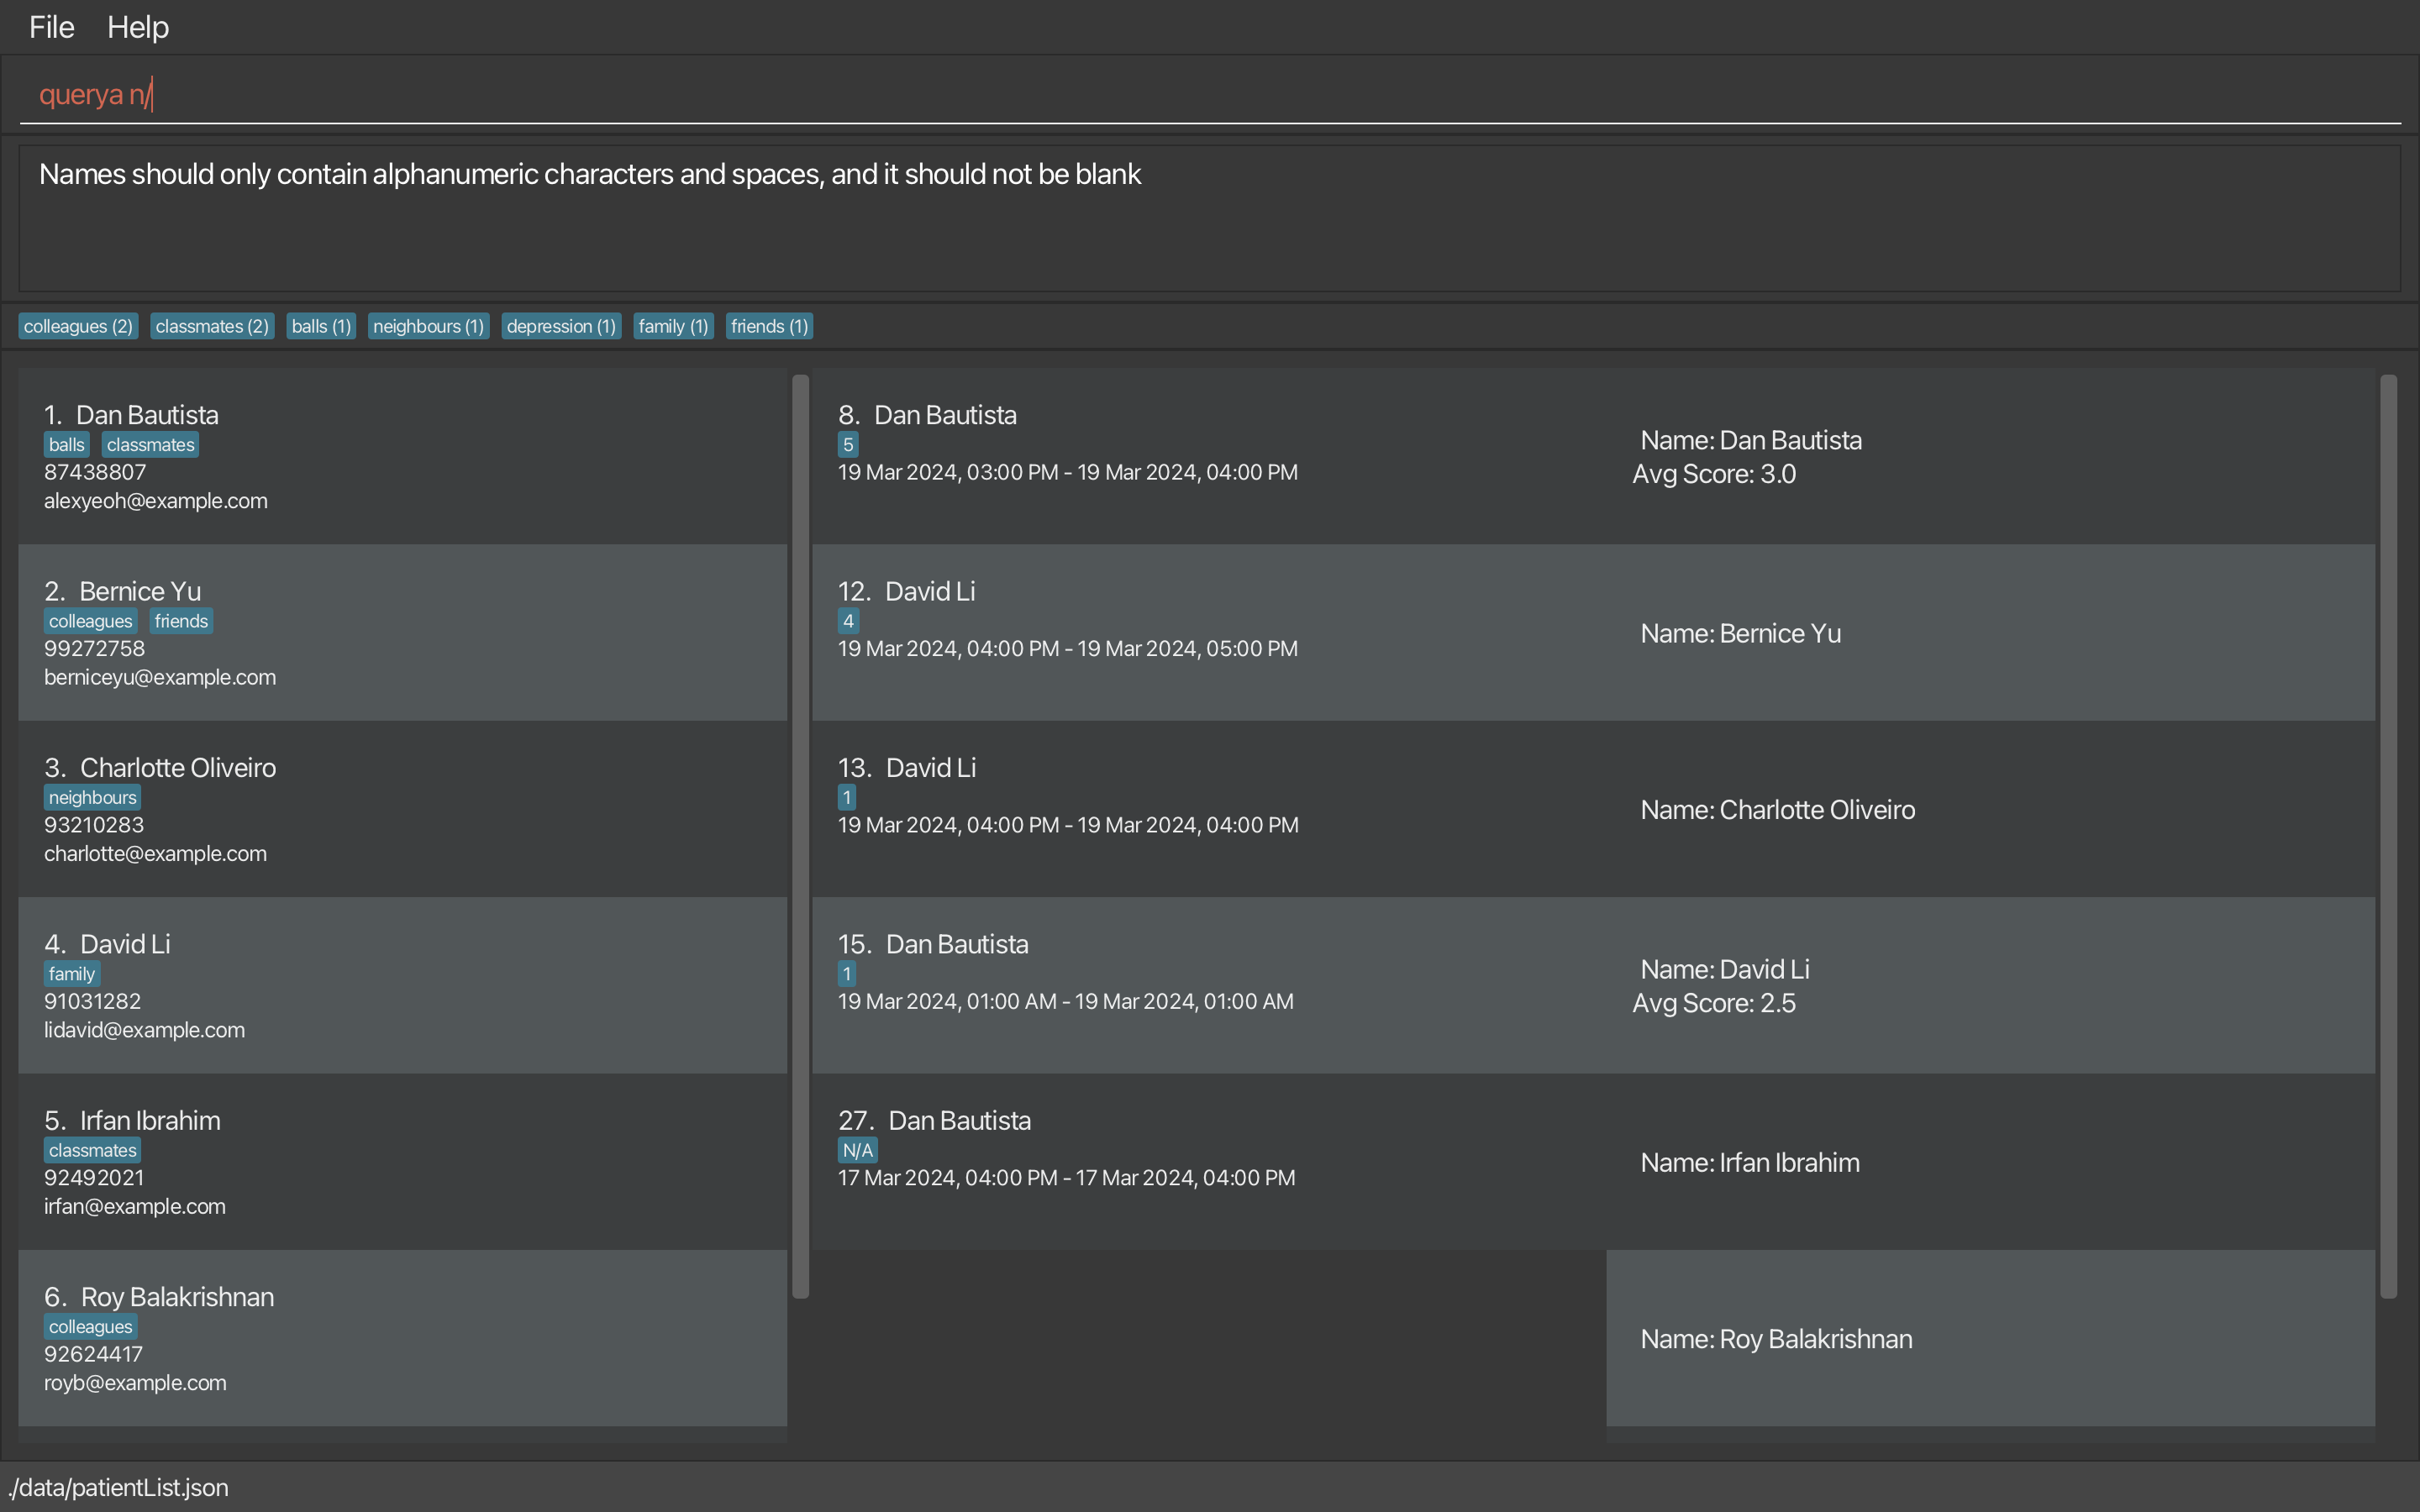 File Help
querya n/
Names should only contain alphanumeric characters and spaces, and it should not be blank
colleagues (2) classmates (2) balls (1) neighbours (1) depression (1) family (1) friends (1)
1. Dan Bautista
balls classmates
87438807
alexyeoh@example.com
2. Bernice Yu
colleagues friends
99272758
berniceyu@example.com
3. Charlotte Oliveiro
neighbours
93210283
charlotte@example.com
4. David Li
family
91031282
lidavid@example.com
5. Irfan Ibrahim
classmates
92492021
irfan@example.com
6. Roy Balakrishnan
colleagues
92624417
royb@example.com
8. Dan Bautista
5
19 Mar 2024, 03:00 PM - 19 Mar 2024, 04:00 PM
12. David Li
4
19 Mar 2024, 04:00 PM - 19 Mar 2024, 05:00 PM
13. David Li
1
19 Mar 2024, 04:00 PM - 19 Mar 2024, 04:00 PM
15. Dan Bautista
1
19 Mar 2024, 01:00 AM - 19 Mar 2024, 01:00 AM
27. Dan Bautista
N/A
17 Mar 2024, 04:00 PM - 17 Mar 2024, 04:00 PM
Name: Dan Bautista
Avg Score: 3.0
Name: Bernice Yu
Name: Charlotte Oliveiro
Name: David Li
Avg Score: 2.5
Name: Irfan Ibrahim
Name: Roy Balakrishnan
./data/patientList.json